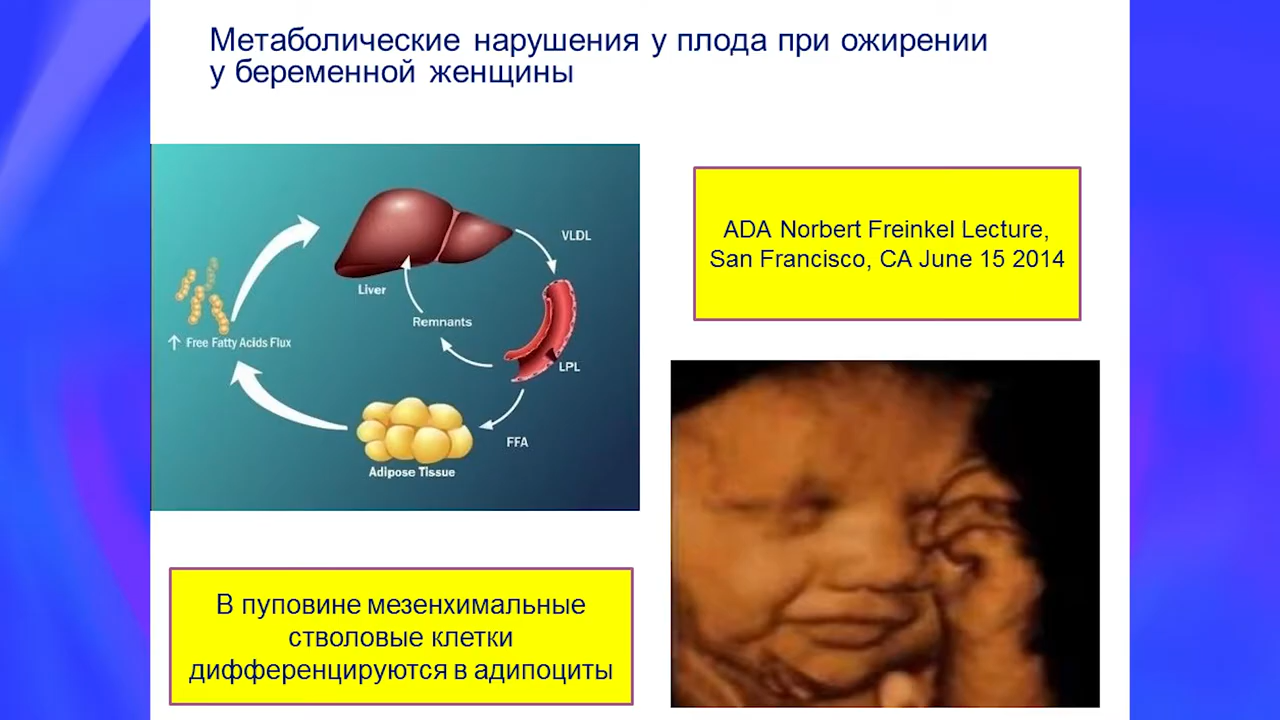 Метаболические нарушения у плода при ожирении
у беременной женщины
VLDL
Liver
Remnants
↑ Free Fatty Acids Flux
LPL
FFA
Adipose Tissue
ADA Norbert Freinkel Lecture,
San Francisco, CA June 15 2014
В пуповине мезенхимальные
стволовые клетки
дифференцируются в адипоциты